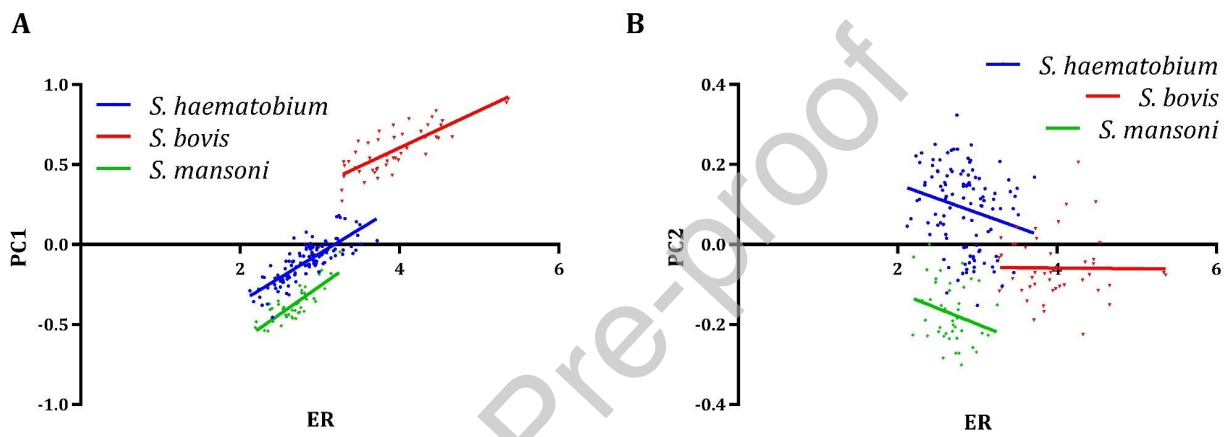 A
1.0
S. haematobium
S. bovis
S. mansoni
0.5
PC1
0.0
2
4
6
-0.5
-1.0
ER
B
S. haematobium
S. bovis
S. mansoni
0.4
0.2
PC2
0.0
2
4
6
-0.2
-0.4
ER
Pre-proof